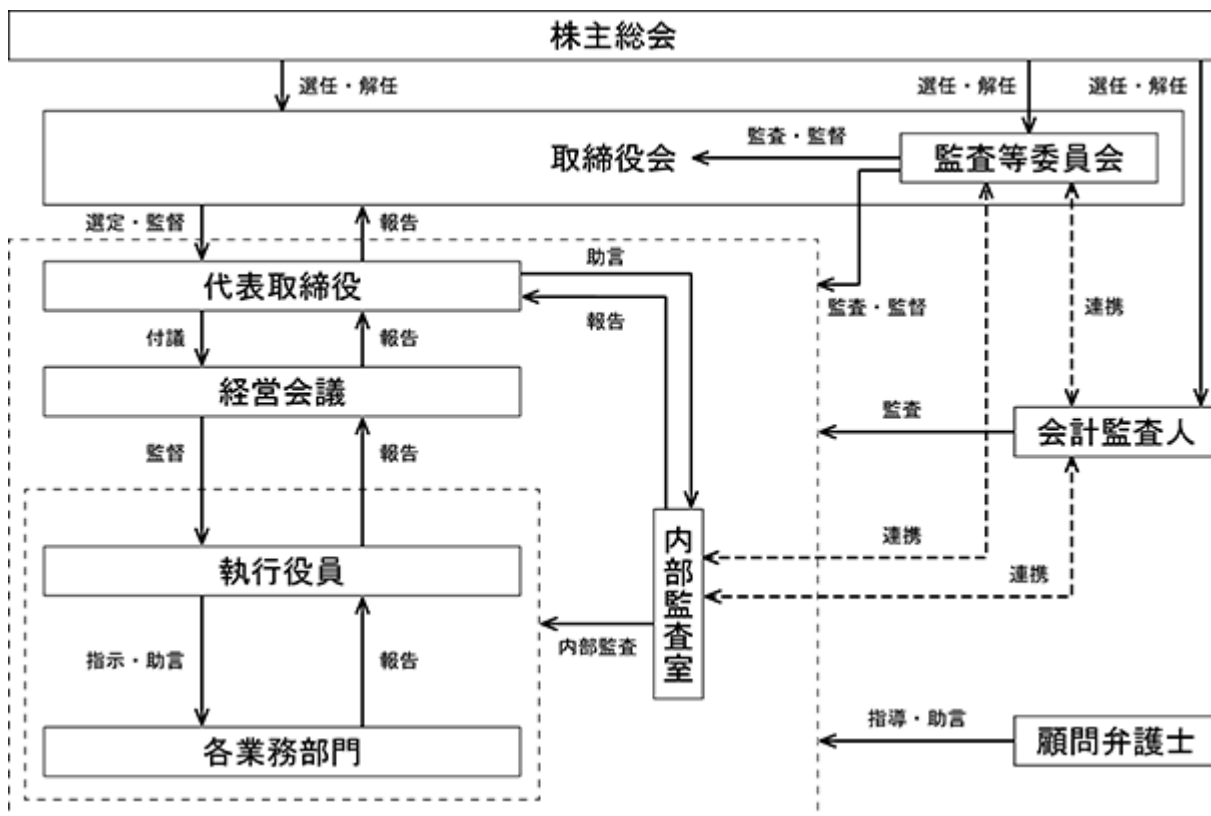 株主総会
選任・解任
選任・解任
選任・解任
取締役会
監査・監督
監査等委員会
選定・監督
報告
代表取締役
助言
報告
監査・監督
連携
付議
報告
経営会議
監査
会計監査人
監督
報告
執行役員
内部監査室
連携
連携
内部監査
指示・助言
報告
各業務部門
指導・助言
顧問弁護士